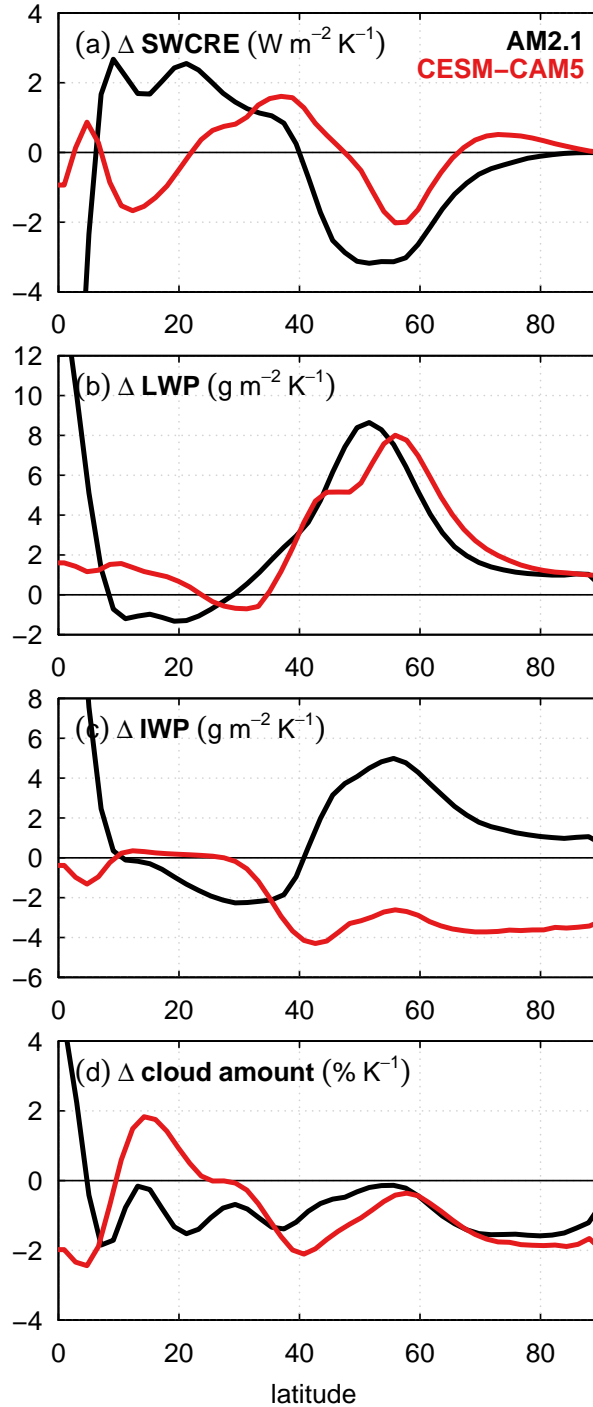 (a) Δ SWCRE (W m⁻² K⁻¹) AM2.1
CESM−CAM5
4
2
0
−2
−4
0 20 40 60 80
(b) Δ LWP (g m⁻² K⁻¹)
12
10
8
6
4
2
0
−2
0 20 40 60 80
(c) Δ IWP (g m⁻² K⁻¹)
8
6
4
2
0
−2
−4
−6
0 20 40 60 80
(d) Δ cloud amount (% K⁻¹)
4
2
0
−2
−4
0 20 40 60 80
latitude